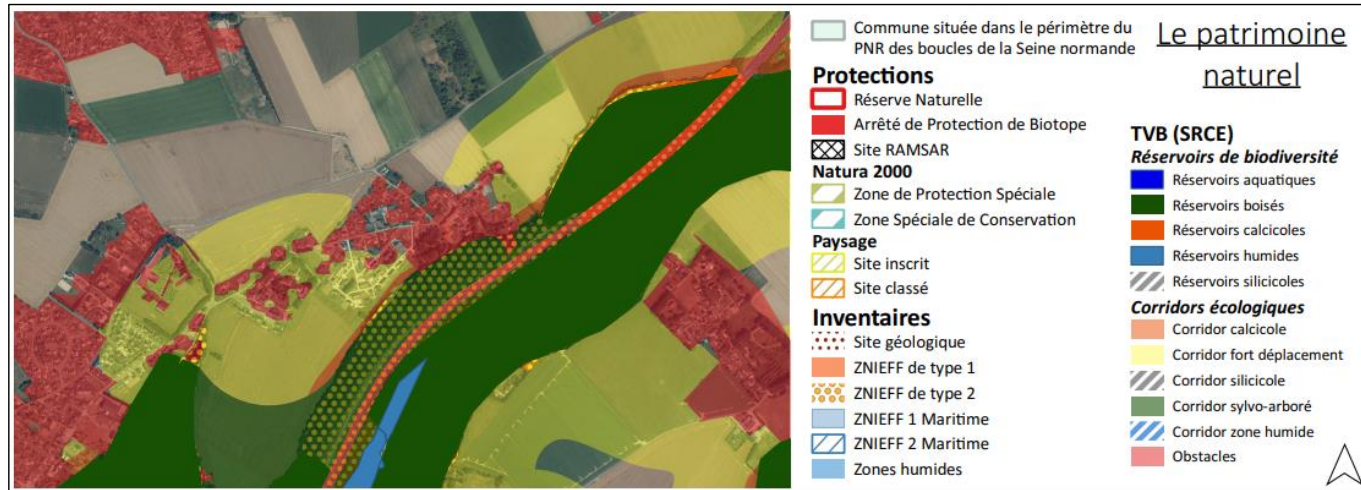 Commune située dans le périmètre du
PNR des boucles de la Seine normande
Protections
Réserve Naturelle
Arrêté de Protection de Biotope
Site RAMSAR
Natura 2000
Zone de Protection Spéciale
Zone Spéciale de Conservation
Paysage
Site inscrit
Site classé
Inventaires
Site géologique
ZNIEFF de type 1
ZNIEFF de type 2
ZNIEFF 1 Maritime
ZNIEFF 2 Maritime
Zones humides
Le patrimoine
naturel
TVB (SRCE)
Réservoirs de biodiversité
Réservoirs aquatiques
Réservoirs boisés
Réservoirs calcicoles
Réservoirs humides
Réservoirs silicicoles
Corridors écologiques
Corridor calcicole
Corridor fort déplacement
Corridor silicicole
Corridor sylvo-arboré
Corridor zone humide
Obstacles